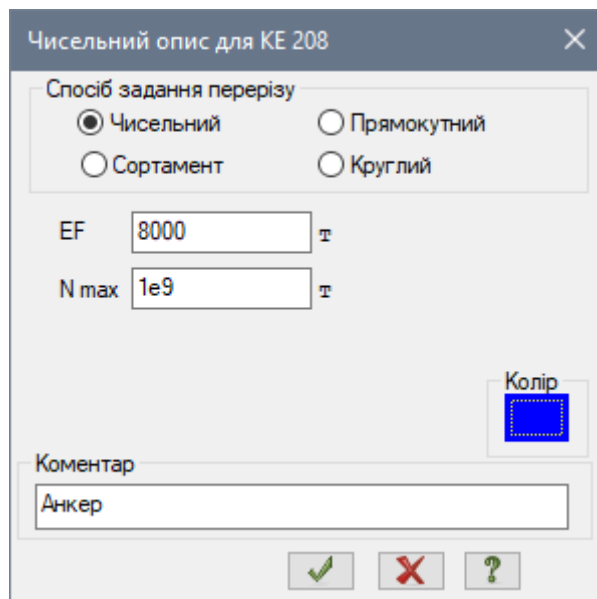 Чисельний опис для КЕ 208
Спосіб задання перерізу
Чисельний Прямокутний
Сортамент Круглий
EF 8000 т
N max 1e9 т
Колір
Коментар
Анкер